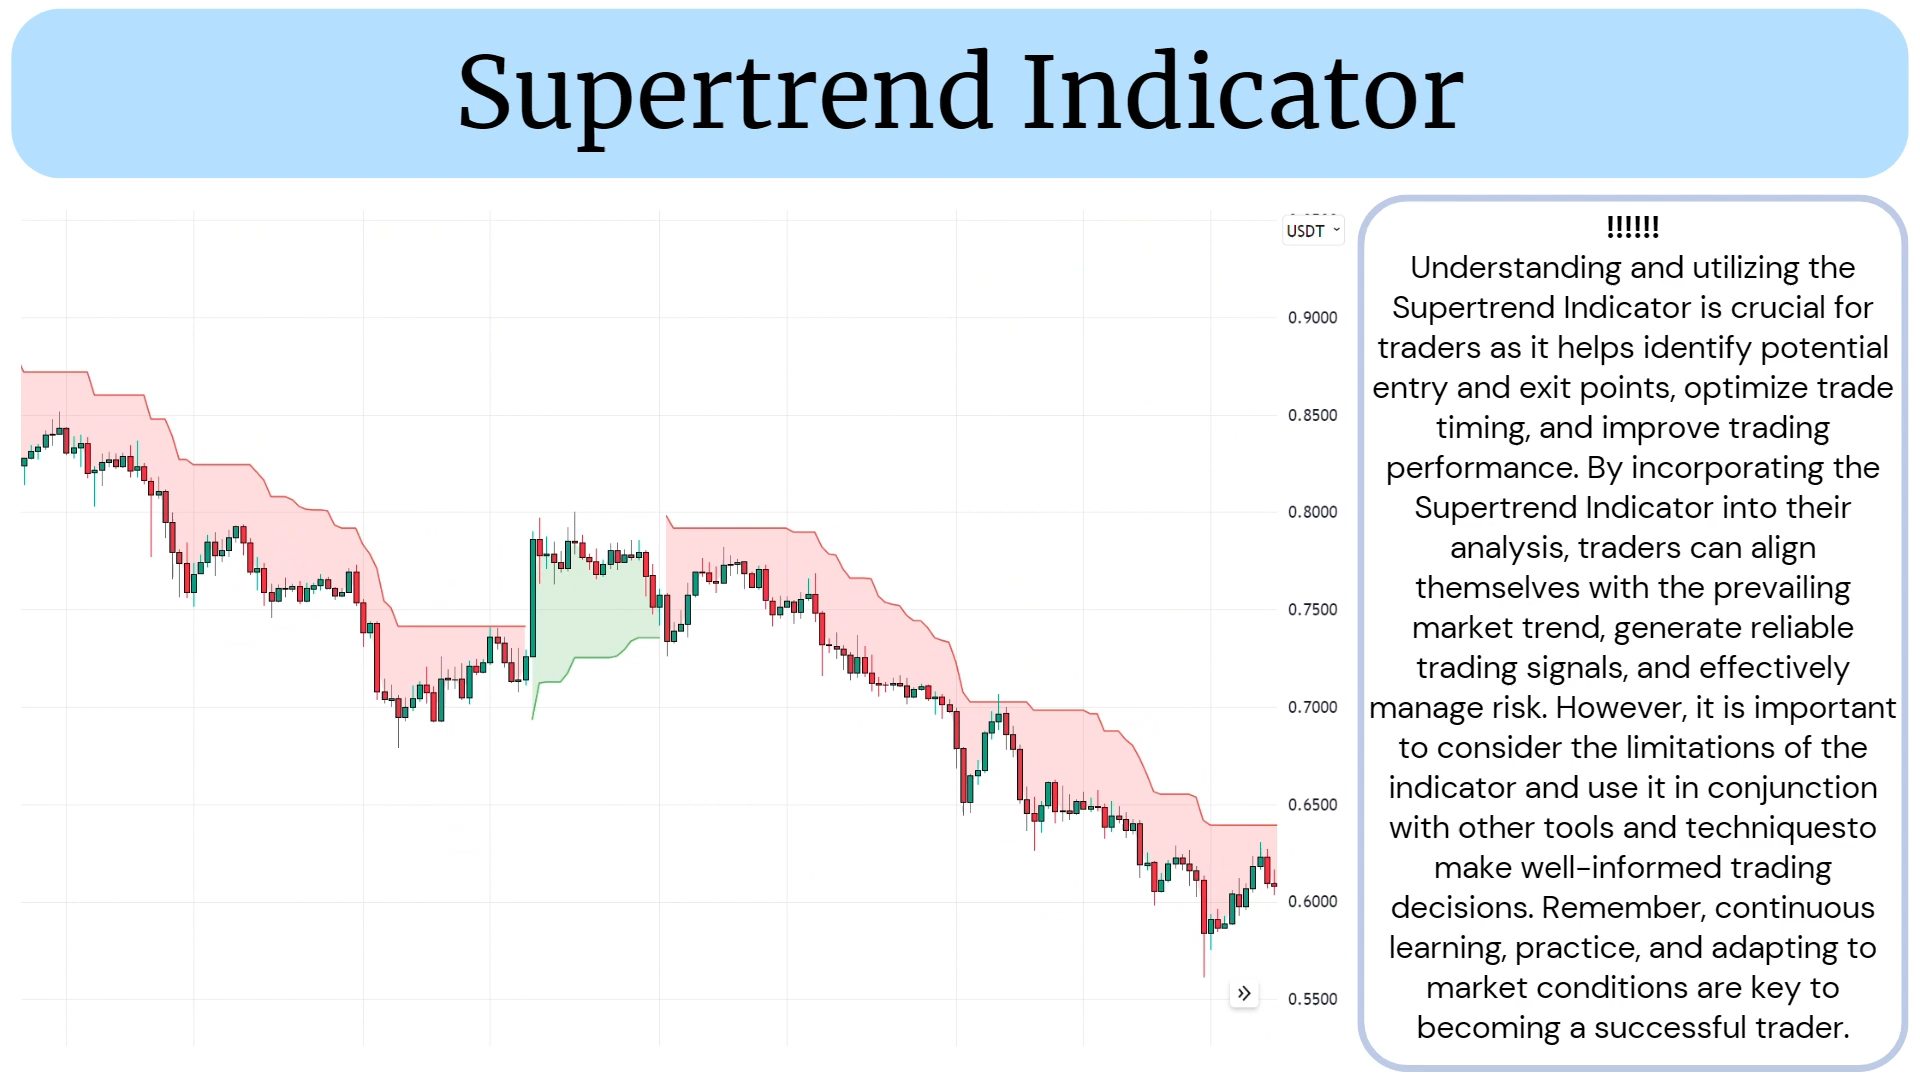 Supertrend Indicator
USDT
0.9000
0.8500
0.8000
0.7500
0.7000
0.6500
0.6000
0.5500
!!!!!!
Understanding and utilizing the
Supertrend Indicator is crucial for
traders as it helps identify potential
entry and exit points, optimize trade
timing, and improve trading
performance. By incorporating the
Supertrend Indicator into their
analysis, traders can align
themselves with the prevailing
market trend, generate reliable
trading signals, and effectively
manage risk. However, it is important
to consider the limitations of the
indicator and use it in conjunction
with other tools and techniquesto
make well-informed trading
decisions. Remember, continuous
learning, practice, and adapting to
market conditions are key to
becoming a successful trader.